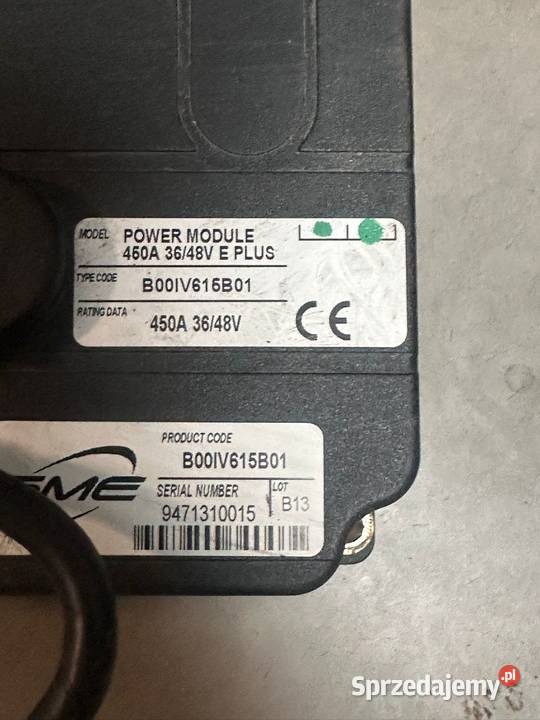 MODEL POWER MODULE
450A 36/48V E PLUS
TYPE CODE B00IV615B01
RATING DATA 450A 36/48V
CE
PRODUCT CODE
B00IV615B01
SME
SERIAL NUMBER LOT
9471310015 B13
Sprzedajemy.pl